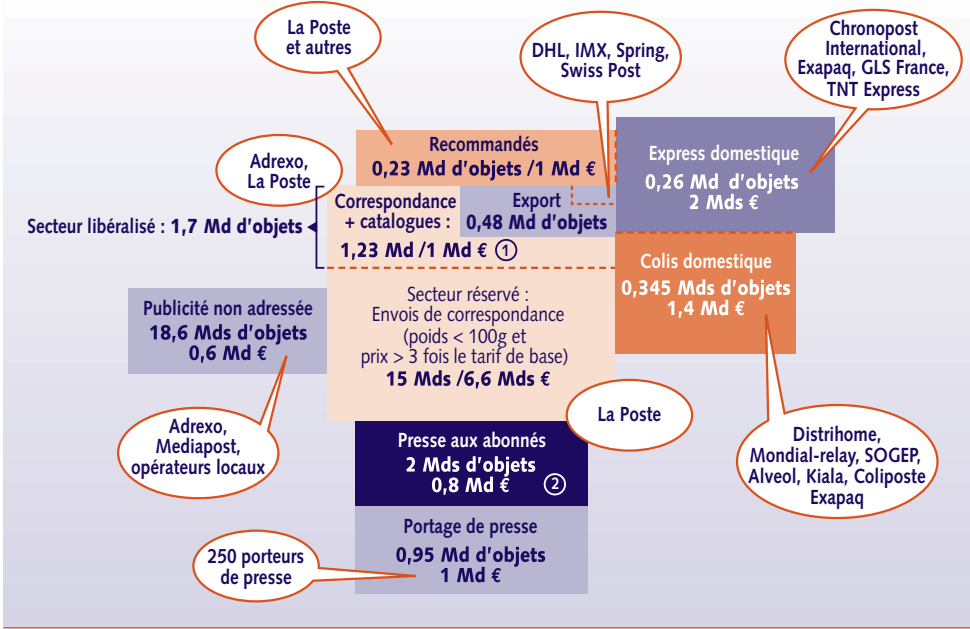 La Poste
et autres
DHL, IMX, Spring,
Swiss Post
Chronopost
International,
Exapaq, GLS France,
TNT Express
Recommandés
0,23 Md d'objets /1 Md €
Express domestique
0,26 Md d'objets
2 Mds €
Adrexo,
La Poste
Correspondance
+ catalogues :
1,23 Md /1 Md € 1
Export
0,48 Md d'objets
Secteur libéralisé : 1,7 Md d'objets
Colis domestique
0,345 Mds d'objets
1,4 Md €
Publicité non adressée
18,6 Mds d'objets
0,6 Md €
Secteur réservé :
Envois de correspondance
(poids < 100g et
prix > 3 fois le tarif de base)
15 Mds /6,6 Mds €
La Poste
Adrexo,
Mediapost,
opérateurs locaux
Distrihome,
Mondial-relay, SOGEP,
Alveol, Kiala, Coliposte
Exapaq
Presse aux abonnés
2 Mds d'objets
0,8 Md € 2
Portage de presse
0,95 Md d'objets
1 Md €
250 porteurs
de presse